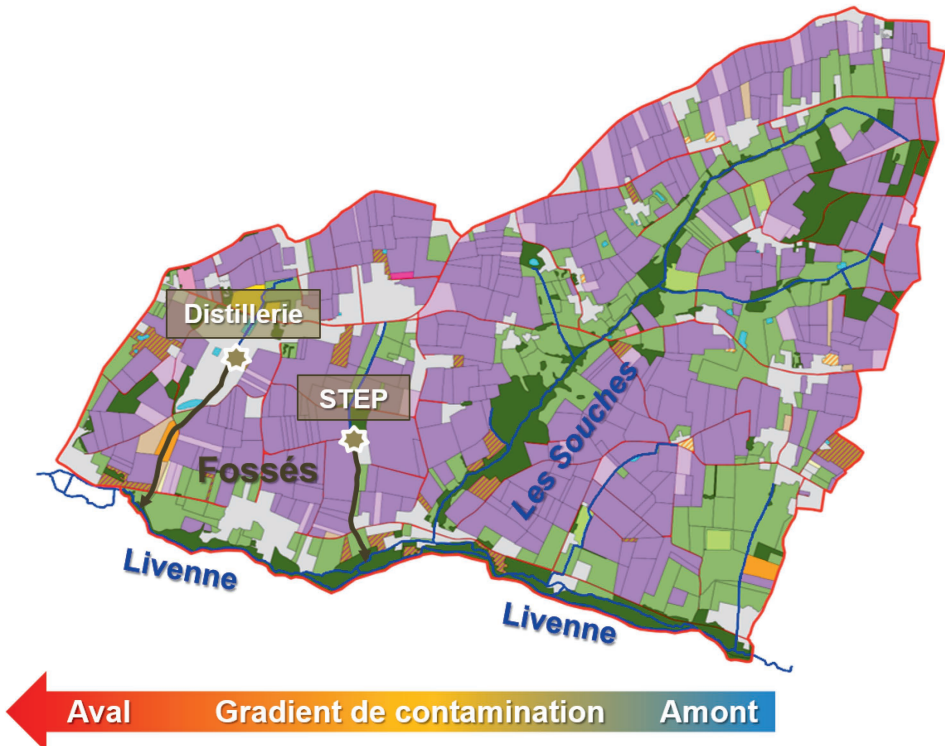 Distillerie
STEP
Fossés
Les Souches
Livenne
Livenne
Aval Gradient de contamination Amont